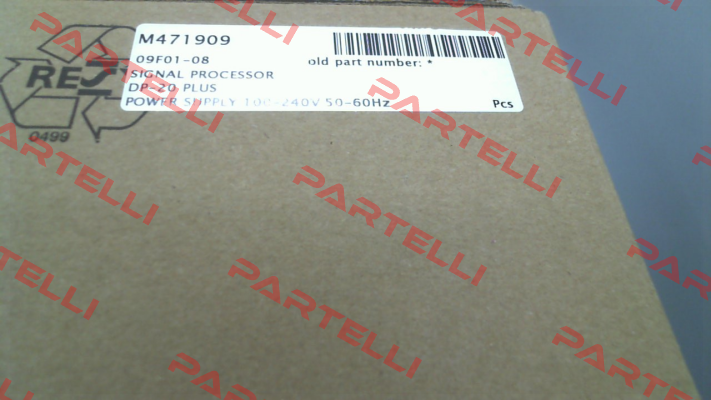 PARTELLI
M471909
09F01-08
old part number: *
SIGNAL PROCESSOR
DP-20 PLUS
POWER SUPPLY 100-240V 50-60Hz
Pcs
RESY
0499
PARTELLI
PARTELLI
PARTELLI
PARTELLI
PARTELLI
PARTELLI
PARTELLI
PARTELLI